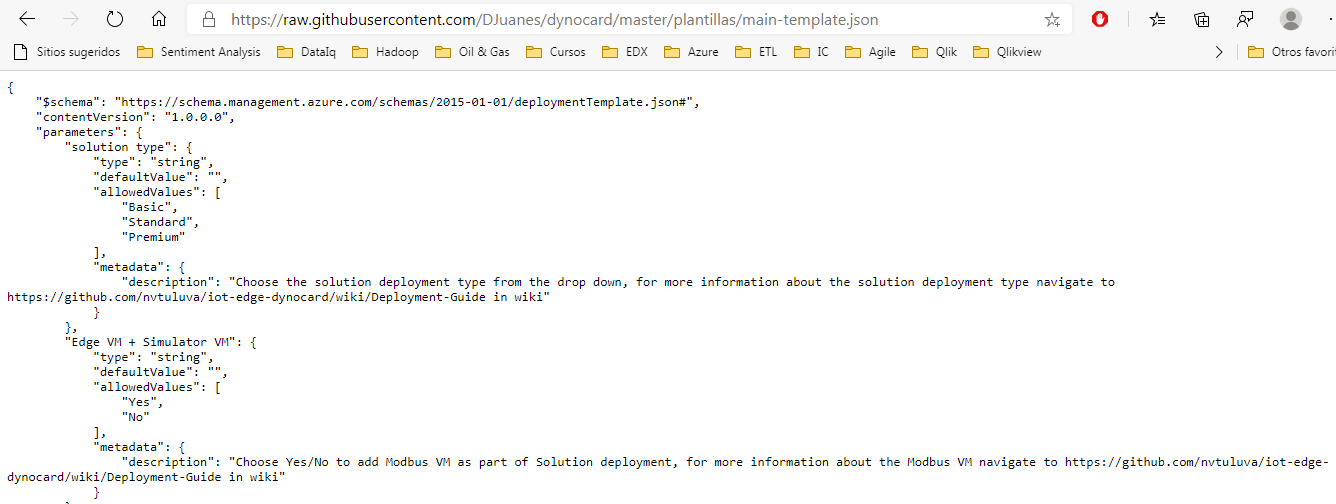 https://raw.githubusercontent.com/DJuanes/dynocard/master/plantillas/main-template.json
Sitios sugeridos Sentiment Analysis DataIq Hadoop Oil & Gas Cursos EDX Azure ETL IC Agile Qlik Qlikview Otros favori
{
    "$schema": "https://schema.management.azure.com/schemas/2015-01-01/deploymentTemplate.json#",
    "contentVersion": "1.0.0.0",
    "parameters": {
        "solution type": {
            "type": "string",
            "defaultValue": "",
            "allowedValues": [
                "Basic",
                "Standard",
                "Premium"
            ],
            "metadata": {
                "description": "Choose the solution deployment type from the drop down, for more information about the solution deployment type navigate to
https://github.com/nvtuluva/iot-edge-dynocard/wiki/Deployment-Guide in wiki"
            }
        },
        "Edge VM + Simulator VM": {
            "type": "string",
            "defaultValue": "",
            "allowedValues": [
                "Yes",
                "No"
            ],
            "metadata": {
                "description": "Choose Yes/No to add Modbus VM as part of Solution deployment, for more information about the Modbus VM navigate to https://github.com/nvtuluva/iot-edge-
dynocard/wiki/Deployment-Guide in wiki"
            }